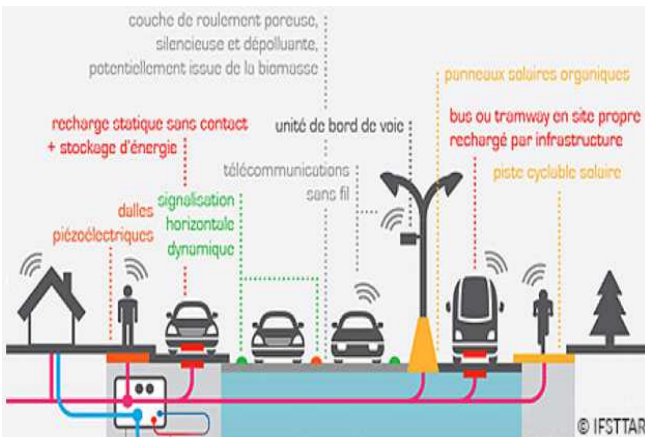 couche de roulement poreuse,
silencieuse et dépolluante,
potentiellement issue de la biomasse
panneaux solaires organiques
recharge statique sans contact
+ stockage d'énergie
unité de bord de voie
bus ou tramway en site propre
rechargé par infrastructure
télécommunications
sans fil
piste cyclable solaire
signalisation
horizontale
dynamique
dalles
piézoélectriques
© IFSTTAR